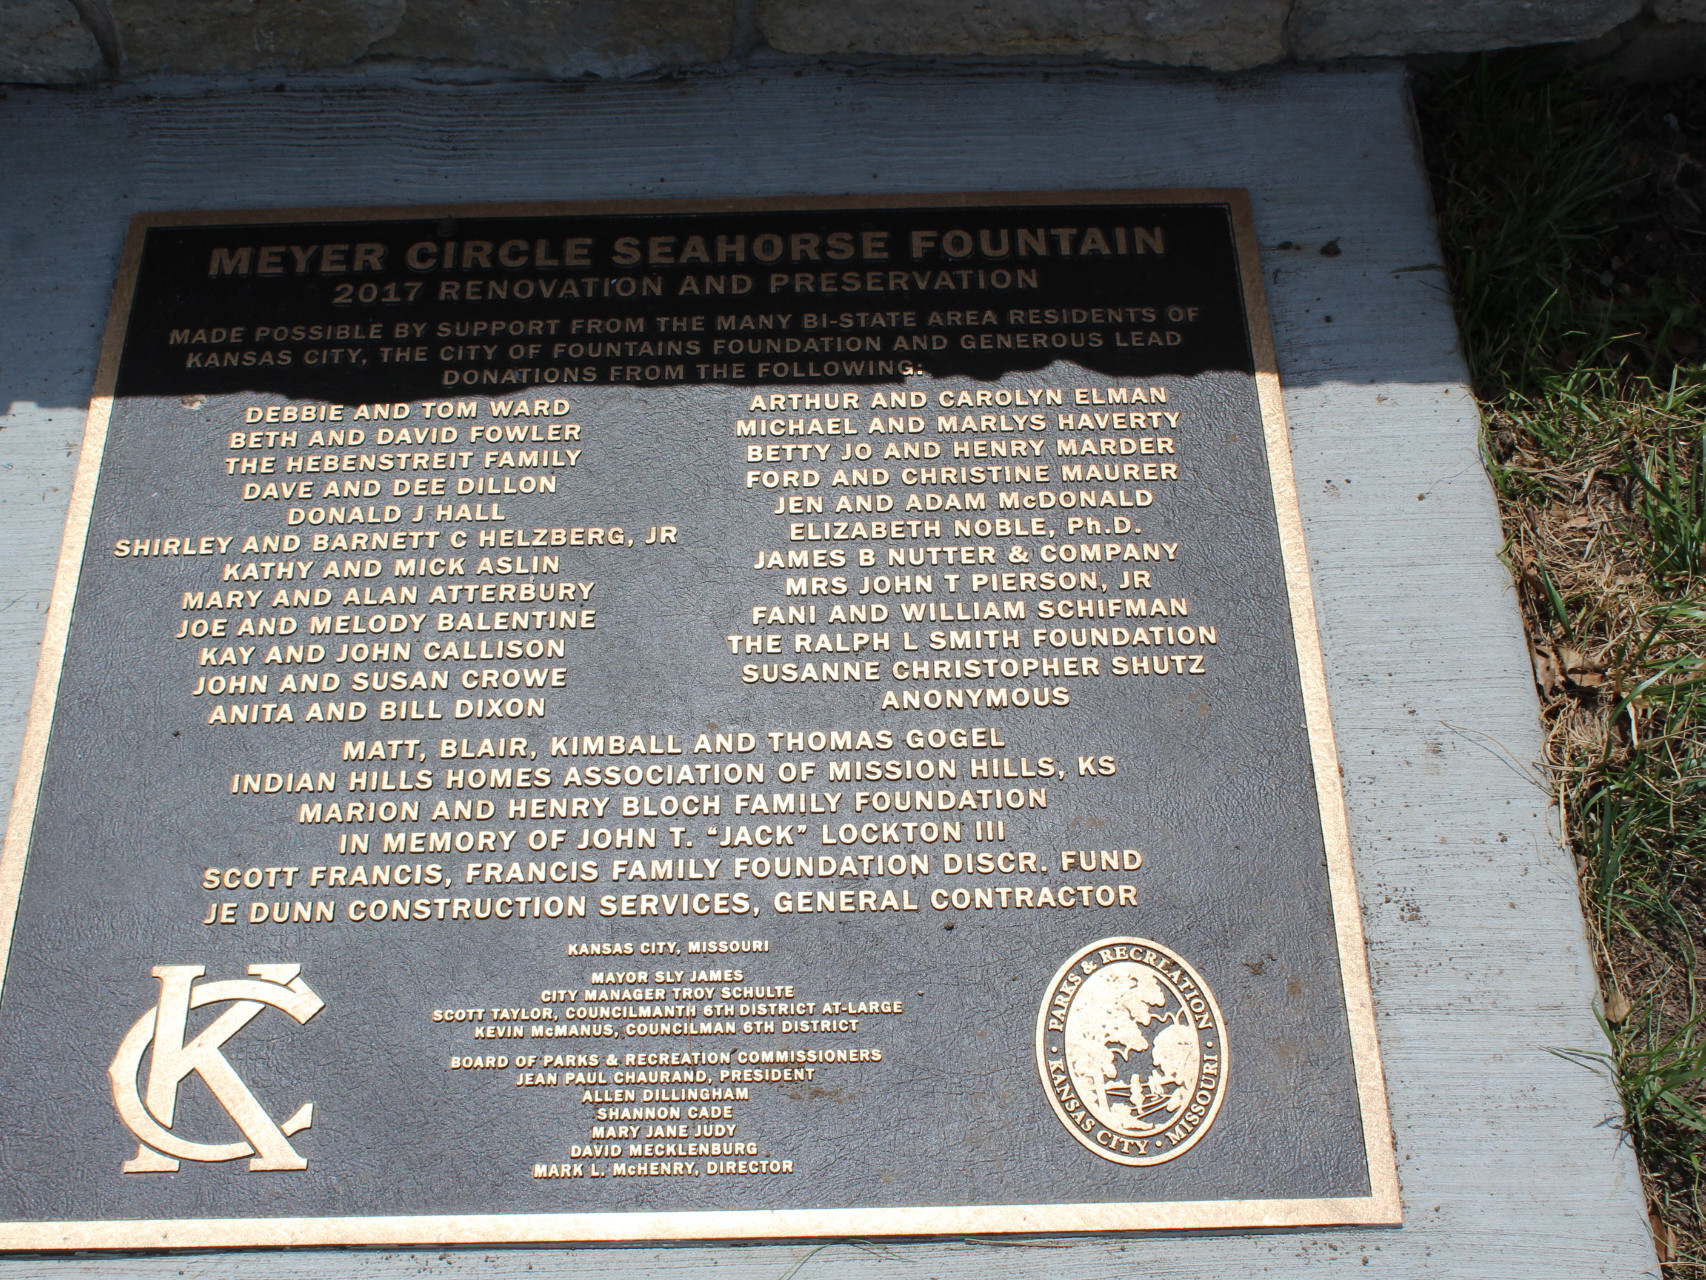 MEYER CIRCLE SEAHORSE FOUNTAIN
2017 RENOVATION AND PRESERVATION
MADE POSSIBLE BY SUPPORT FROM THE MANY BI-STATE AREA RESIDENTS OF
KANSAS CITY, THE CITY OF FOUNTAINS FOUNDATION AND GENEROUS LEAD
DONATIONS FROM THE FOLLOWING:
DEBBIE AND TOM WARD
BETH AND DAVID FOWLER
THE HEBENSTREIT FAMILY
DAVE AND DEE DILLON
DONALD J HALL
SHIRLEY AND BARNETT C HELZBERG, JR
KATHY AND MICK ASLIN
MARY AND ALAN ATTERBURY
JOE AND MELODY BALENTINE
KAY AND JOHN CALLISON
JOHN AND SUSAN CROWE
ANITA AND BILL DIXON
ARTHUR AND CAROLYN ELMAN
MICHAEL AND MARLYS HAVERTY
BETTY JO AND HENRY MARDER
FORD AND CHRISTINE MAURER
JEN AND ADAM McDONALD
ELIZABETH NOBLE, Ph.D.
JAMES B NUTTER & COMPANY
MRS JOHN T PIERSON, JR
FANI AND WILLIAM SCHIFMAN
THE RALPH L SMITH FOUNDATION
SUSANNE CHRISTOPHER SHUTZ
ANONYMOUS
MATT, BLAIR, KIMBALL AND THOMAS GOGEL
INDIAN HILLS HOMES ASSOCIATION OF MISSION HILLS, KS
MARION AND HENRY BLOCH FAMILY FOUNDATION
IN MEMORY OF JOHN T. “JACK” LOCKTON III
SCOTT FRANCIS, FRANCIS FAMILY FOUNDATION DISCR. FUND
JE DUNN CONSTRUCTION SERVICES, GENERAL CONTRACTOR
KANSAS CITY, MISSOURI
MAYOR SLY JAMES
CITY MANAGER TROY SCHULTE
SCOTT TAYLOR, COUNCILMANTH 6TH DISTRICT AT-LARGE
KEVIN McMANUS, COUNCILMAN 6TH DISTRICT
BOARD OF PARKS & RECREATION COMMISSIONERS
JEAN PAUL CHAURAND, PRESIDENT
ALLEN DILLINGHAM
SHANNON CADE
MARY JANE JUDY
DAVID MECKLENBURG
MARK L. McHENRY, DIRECTOR
KC
PARKS & RECREATION
KANSAS CITY • MISSOURI